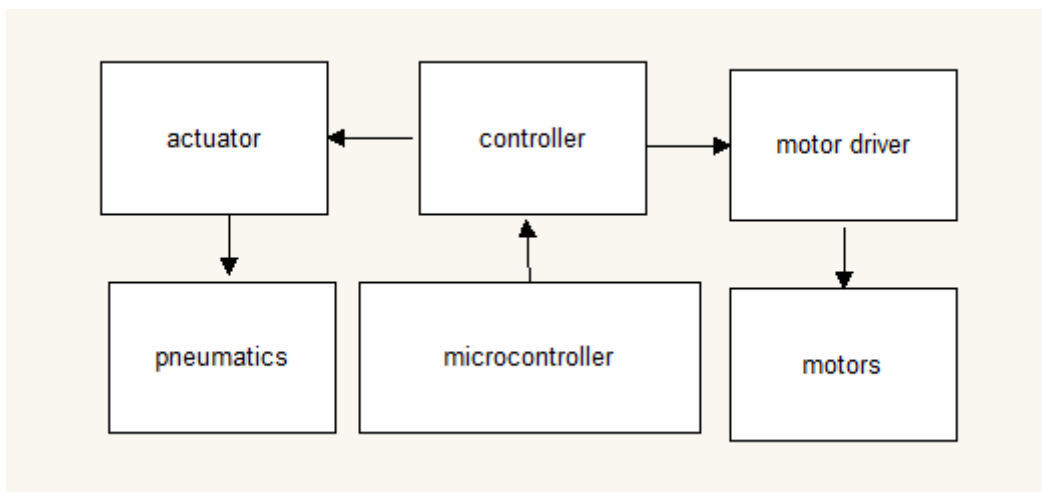 actuator
controller
motor driver
pneumatics
microcontroller
motors